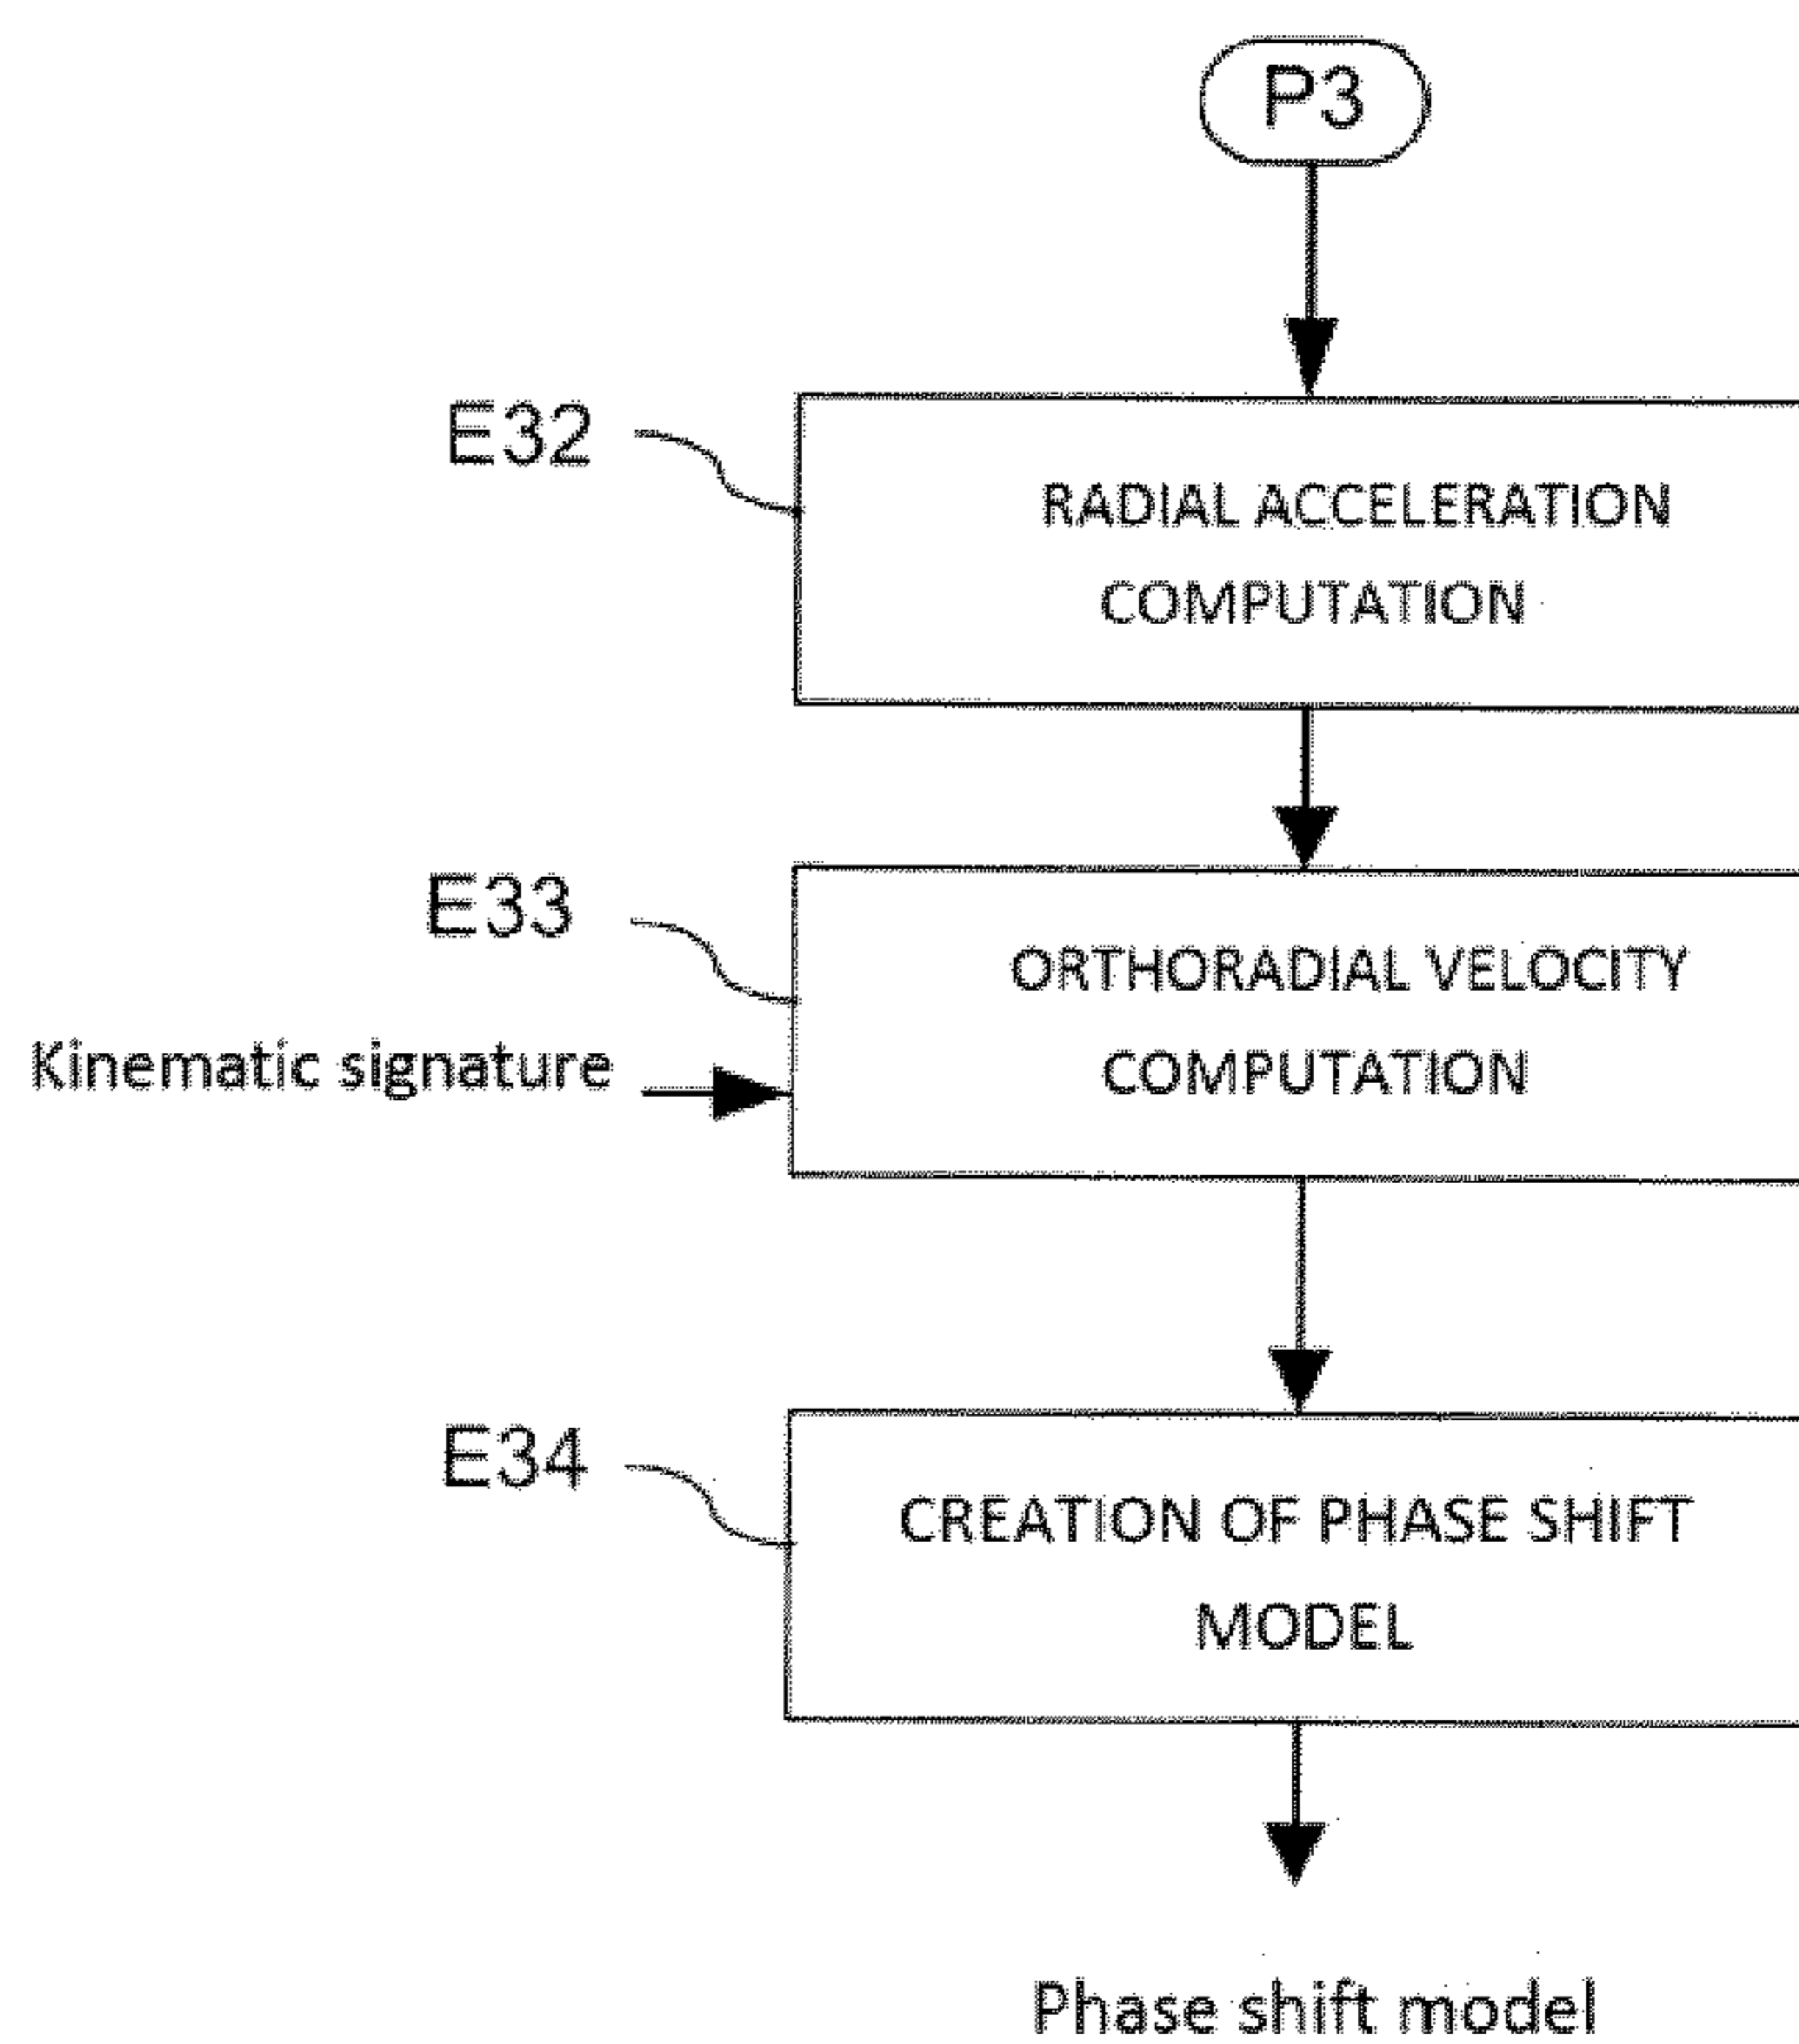 P3
E32
RADIAL ACCELERATION
COMPUTATION
E33
ORTHORADIAL VELOCITY
COMPUTATION
Kinematic signature
E34
CREATION OF PHASE SHIFT
MODEL
Phase shift model